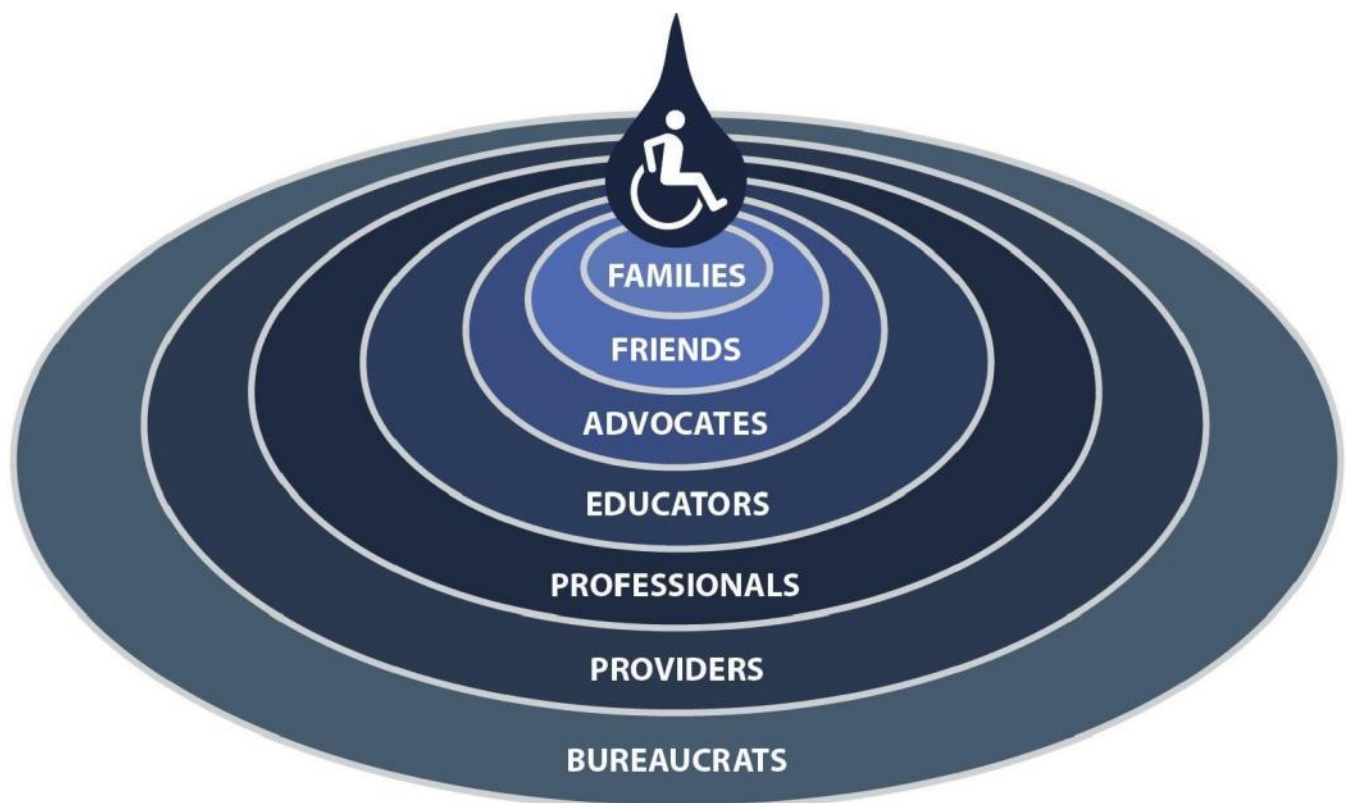 FAMILIES
FRIENDS
ADVOCATES
EDUCATORS
PROFESSIONALS
PROVIDERS
BUREAUCRATS